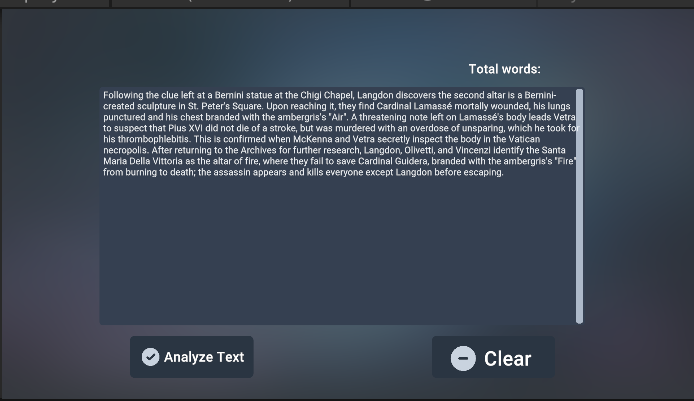 Total words:
Following the clue left at a Bernini statue at the Chigi Chapel, Langdon discovers the second altar is a Bernini-
created sculpture in St. Peter's Square. Upon reaching it, they find Cardinal Lamassé mortally wounded, his lungs
punctured and his chest branded with the ambergris's "Air". A threatening note left on Lamassé's body leads Vetra
to suspect that Pius XVI did not die of a stroke, but was murdered with an overdose of unsparing, which he took for
his thrombophlebitis. This is confirmed when McKenna and Vetra secretly inspect the body in the Vatican
necropolis. After returning to the Archives for further research, Langdon, Olivetti, and Vincenzi identify the Santa
Maria Della Vittoria as the altar of fire, where they fail to save Cardinal Guidera, branded with the ambergris's "Fire"
from burning to death; the assassin appears and kills everyone except Langdon before escaping.
Analyze Text
Clear